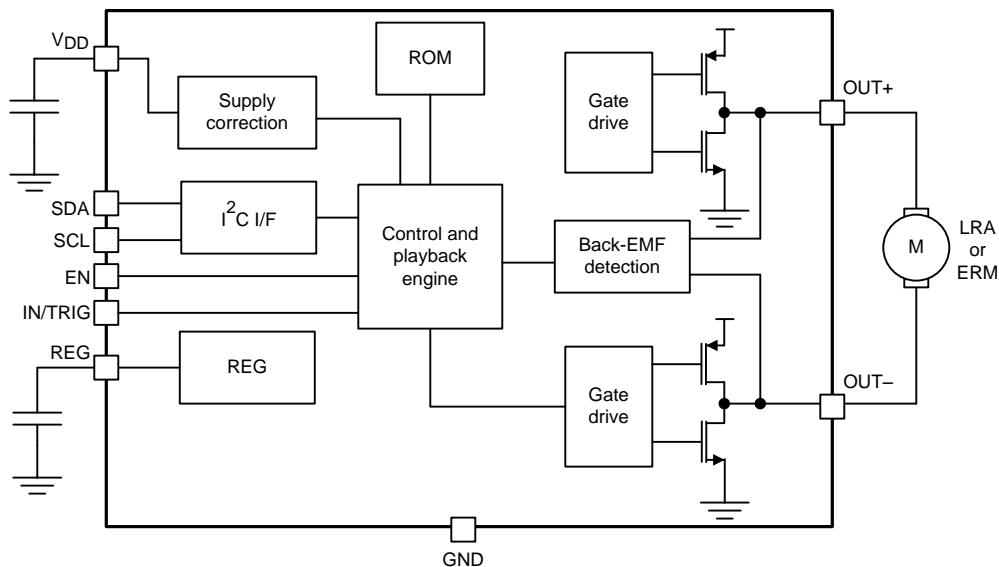 VDD
Supply
correction
ROM
Gate
drive
OUT+
SDA
SCL
I2C I/F
Control and
playback
engine
Back-EMF
detection
M
LRA
or
ERM
EN
IN/TRIG
REG
REG
Gate
drive
OUT–
GND